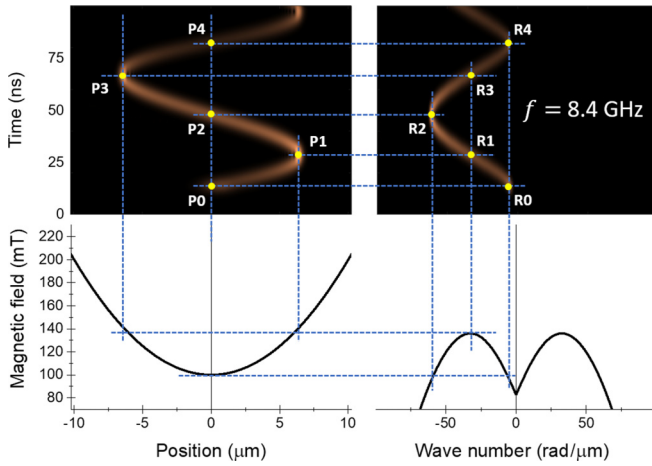 P4
R4
75
P3
R3
Time (ns)
f = 8.4 GHz
50
P2
R2
P1
R1
25
P0
R0
0
220
200
180
160
140
120
100
80
Magnetic field (mT)
-10
-5
0
5
10
-50
0
50
Position (μm)
Wave number (rad/μm)